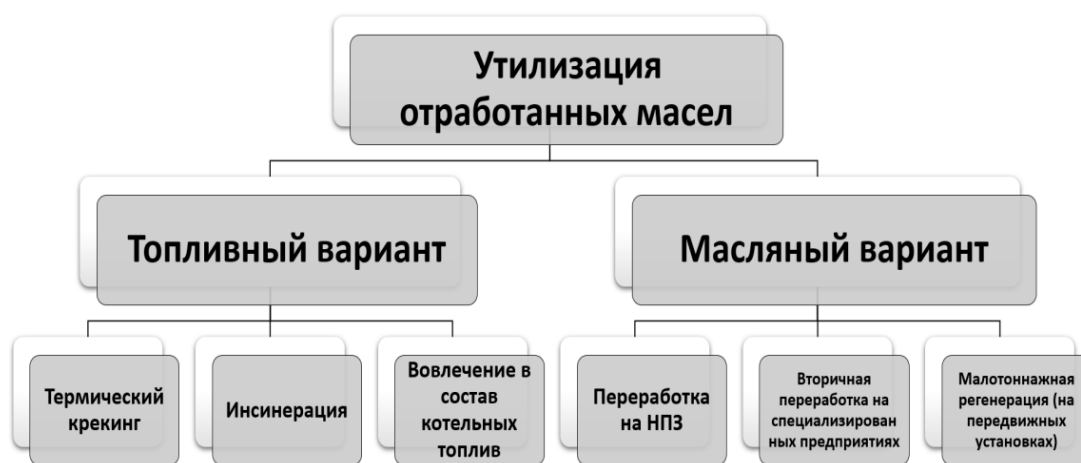 Утилизация
отработанных масел
Топливный вариант
Масляный вариант
Термический
крекинг
Инсинерация
Вовлечение в
состав
котельных
топлив
Переработка
на НПЗ
Вторичная
переработка на
специализирован
ных предприятиях
Малотоннажная
регенерация (на
передвижных
установках)